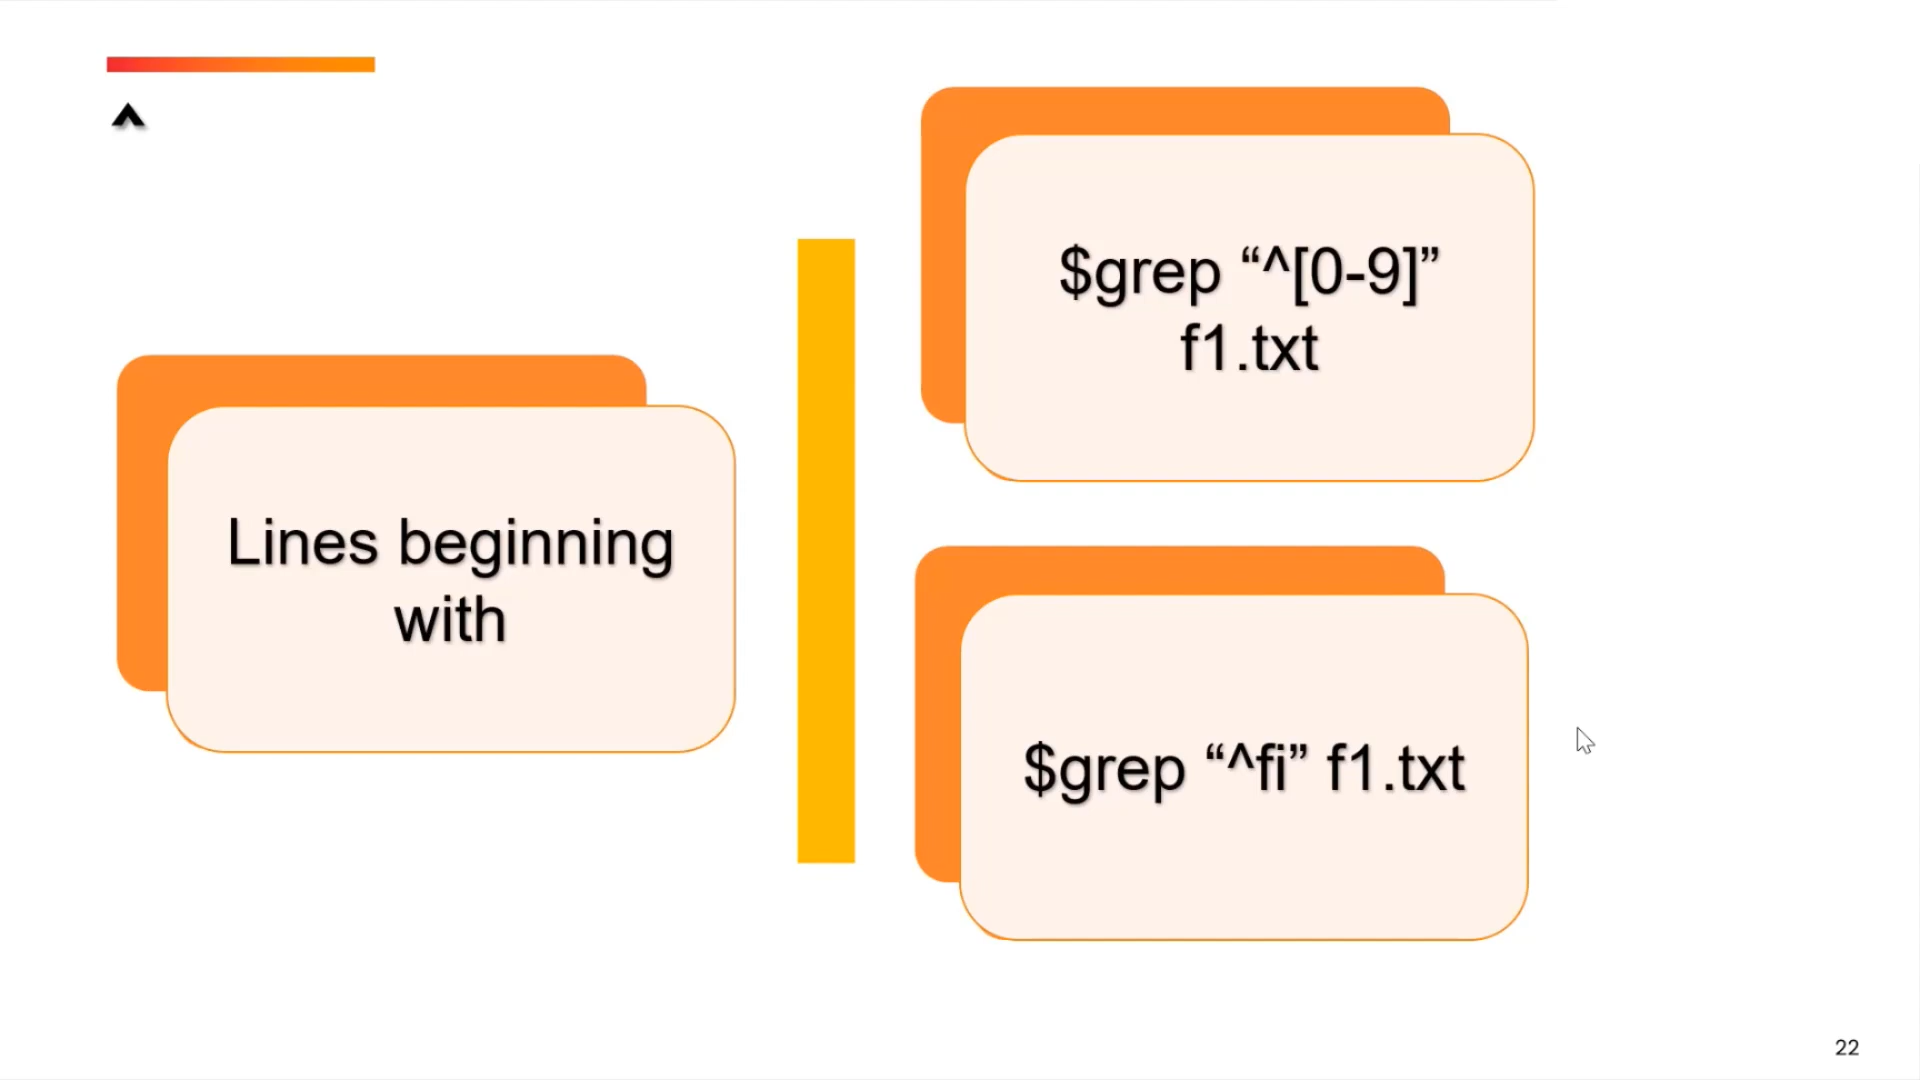 ^
Lines beginning
with
$grep “^[0-9]”
f1.txt
$grep “^fi” f1.txt
22